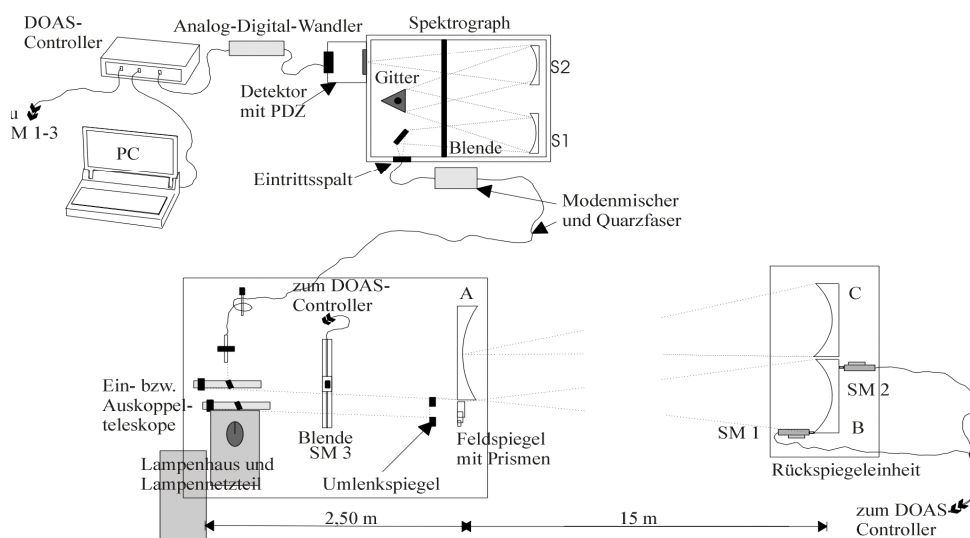 DOAS-
Controller
Analog-Digital-Wandler
Spektrograph
Gitter
S2
Detektor
mit PDZ
M 1-3
PC
Blende
S1
Eintrittsspalt
Modenmischer
und Quarzfaser
zum DOAS-
Controller
A
C
Ein- bzw.
Auskoppel-
teleskope
SM 2
Blende
SM 3
SM 1
B
Feldspiegel
mit Prismen
Lampenhaus und
Lampennetzteil
Umlenkspiegel
Rückspiegeleinheit
2,50 m
15 m
zum DOAS-
Controller